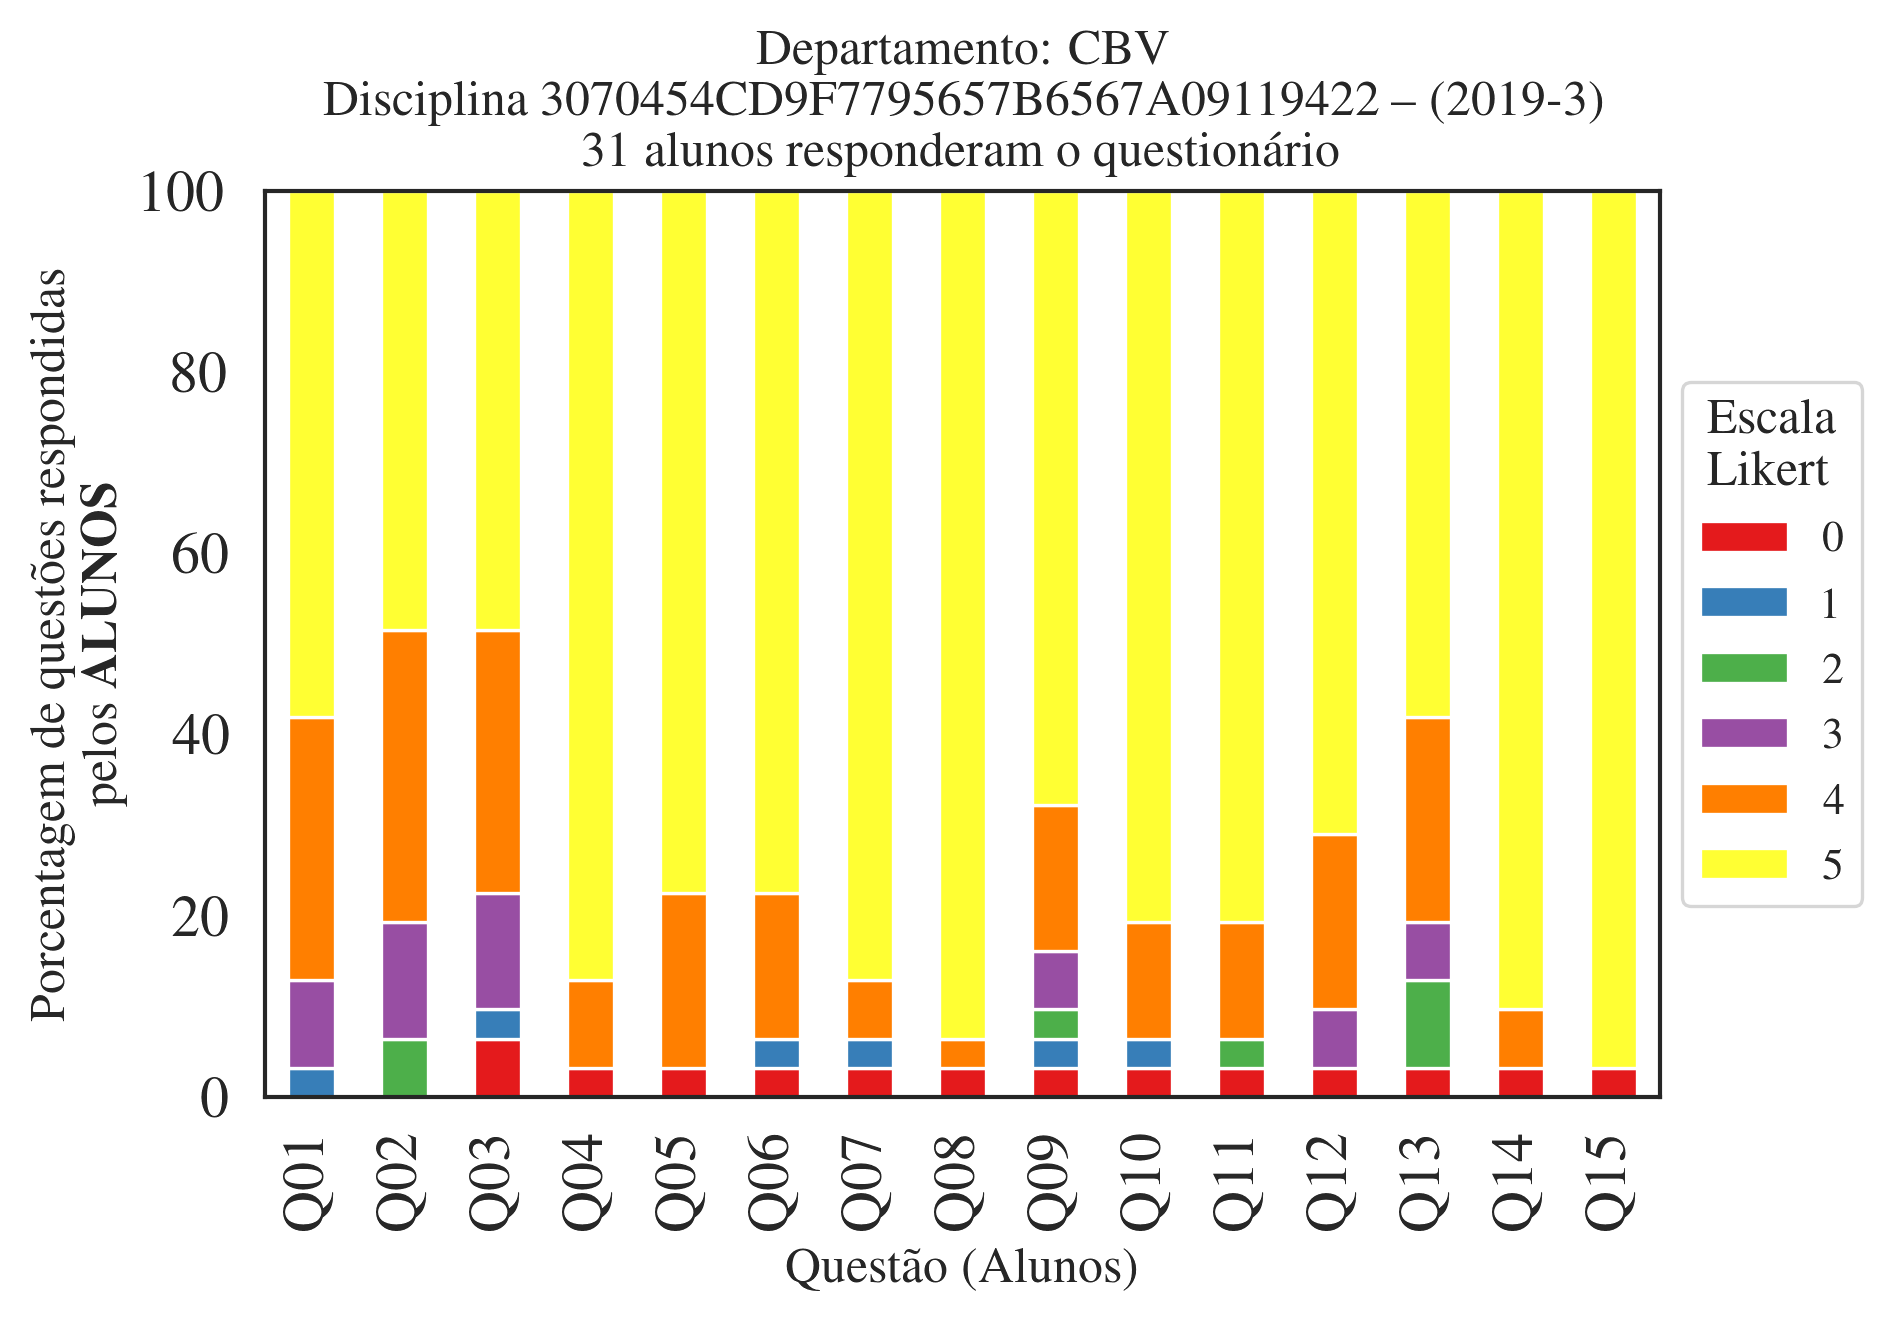 Departamento: CBV
Disciplina 3070454CD9F7795657B6567A09119422 – (2019-3)
31 alunos responderam o questionário
100
80
60
40
20
0
Porcentagem de questões respondidas
pelos ALUNOS
Q01
Q02
Q03
Q04
Q05
Q06
Q07
Q08
Q09
Q10
Q11
Q12
Q13
Q14
Q15
Questão (Alunos)
Escala
Likert
0
1
2
3
4
5